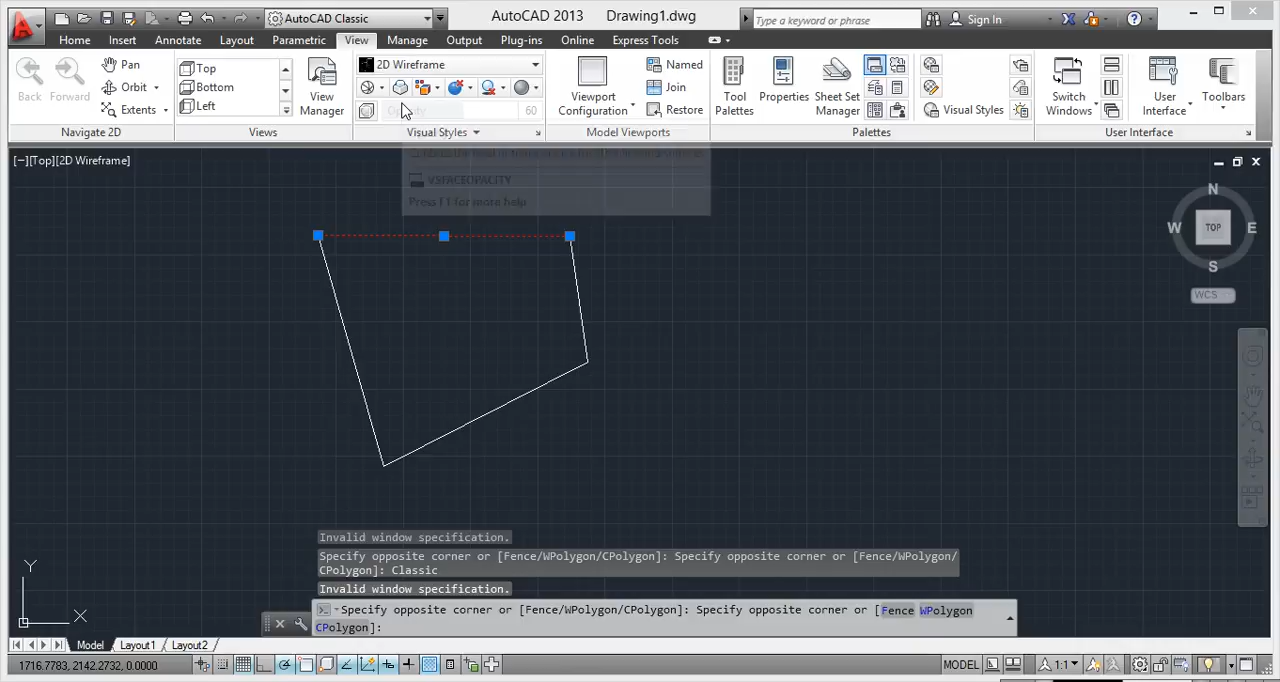 AutoCAD Classic
AutoCAD 2013 Drawing1.dwg
Type a keyword or phrase
Sign In
Home Insert Annotate Layout Parametric View Manage Output Plug-ins Online Express Tools
Back Forward
Pan
Orbit
Extents
Navigate 2D
Top
Bottom
Left
Views
View
Manager
2D Wireframe
Opacity 60
Visual Styles
Viewport
Configuration
Named
Join
Restore
Model Viewports
Tool
Palettes
Properties
Sheet Set
Manager
Visual Styles
Palettes
Switch
Windows
User
Interface
Toolbars
User Interface
[−][Top][2D Wireframe]
VSFACEOPACITY
Press F1 for more help
N
W TOP E
S
WCS
Invalid window specification.
Specify opposite corner or [Fence/WPolygon/CPolygon]: Specify opposite corner or [Fence/WPolygon/
CPolygon]: Classic
Invalid window specification.
Specify opposite corner or [Fence/WPolygon/CPolygon]: Specify opposite corner or [Fence WPolygon
CPolygon]:
Y
X
Model Layout1 Layout2
1716.7783, 2142.2732, 0.0000
MODEL
1:1